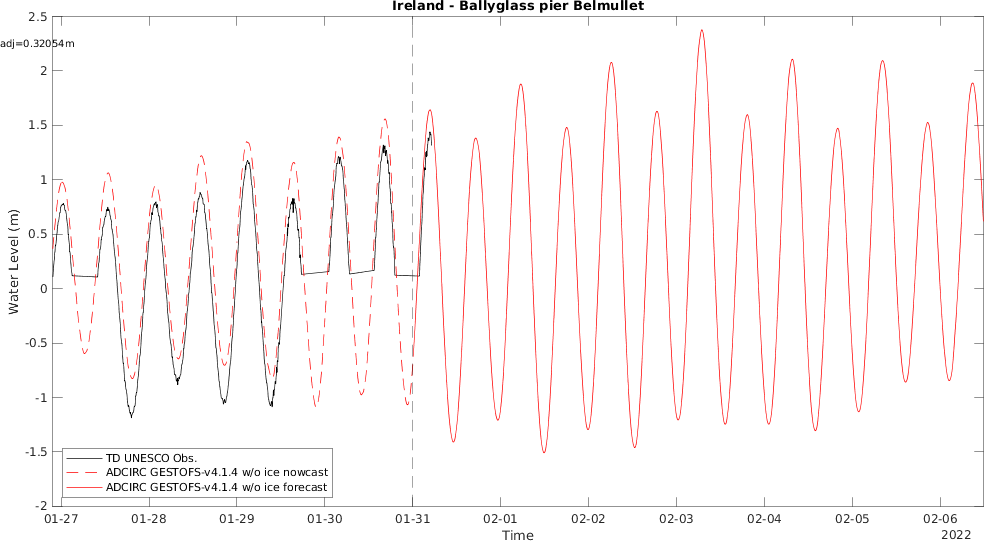 Ireland - Ballyglass pier Belmullet
adj=0.32054m
2.5
2
1.5
1
0.5
0
-0.5
-1
-1.5
-2
Water Level (m)
TD UNESCO Obs.
ADCIRC GESTOFS-v4.1.4 w/o ice nowcast
ADCIRC GESTOFS-v4.1.4 w/o ice forecast
01-27 01-28 01-29 01-30 01-31 02-01 02-02 02-03 02-04 02-05 02-06
Time
2022